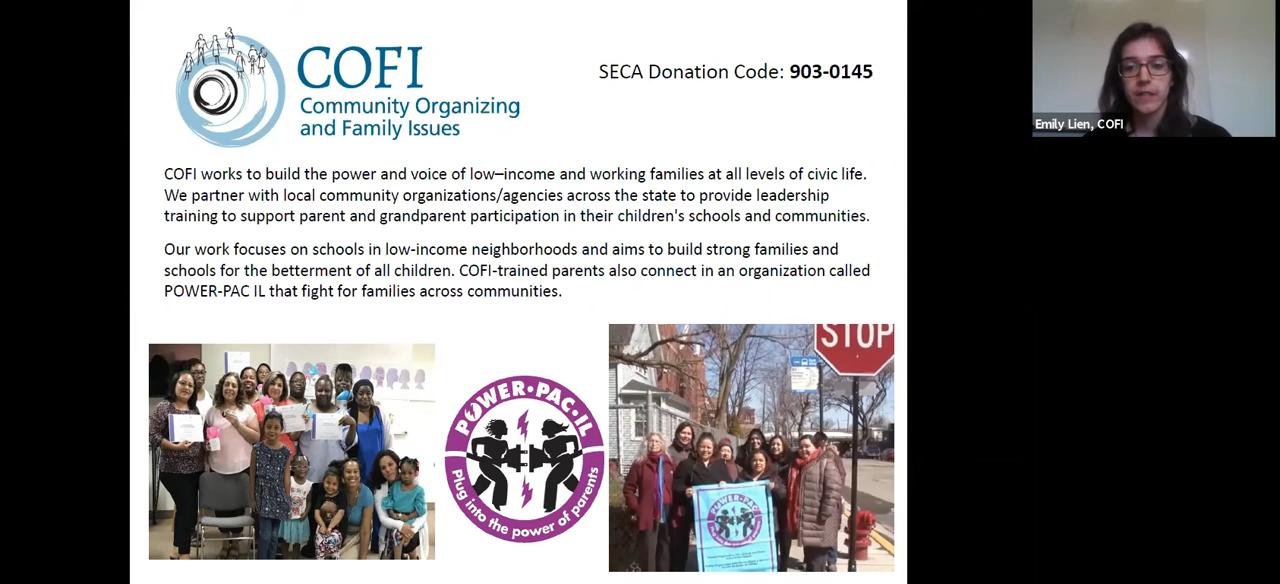 COFI
Community Organizing
and Family Issues
SECA Donation Code: 903-0145
Emily Lien, COFI
COFI works to build the power and voice of low–income and working families at all levels of civic life.
We partner with local community organizations/agencies across the state to provide leadership
training to support parent and grandparent participation in their children's schools and communities.
Our work focuses on schools in low-income neighborhoods and aims to build strong families and
schools for the betterment of all children. COFI-trained parents also connect in an organization called
POWER-PAC IL that fight for families across communities.
POWER•PAC•IL
Plug into the power of parents
STOP
POWER•PAC